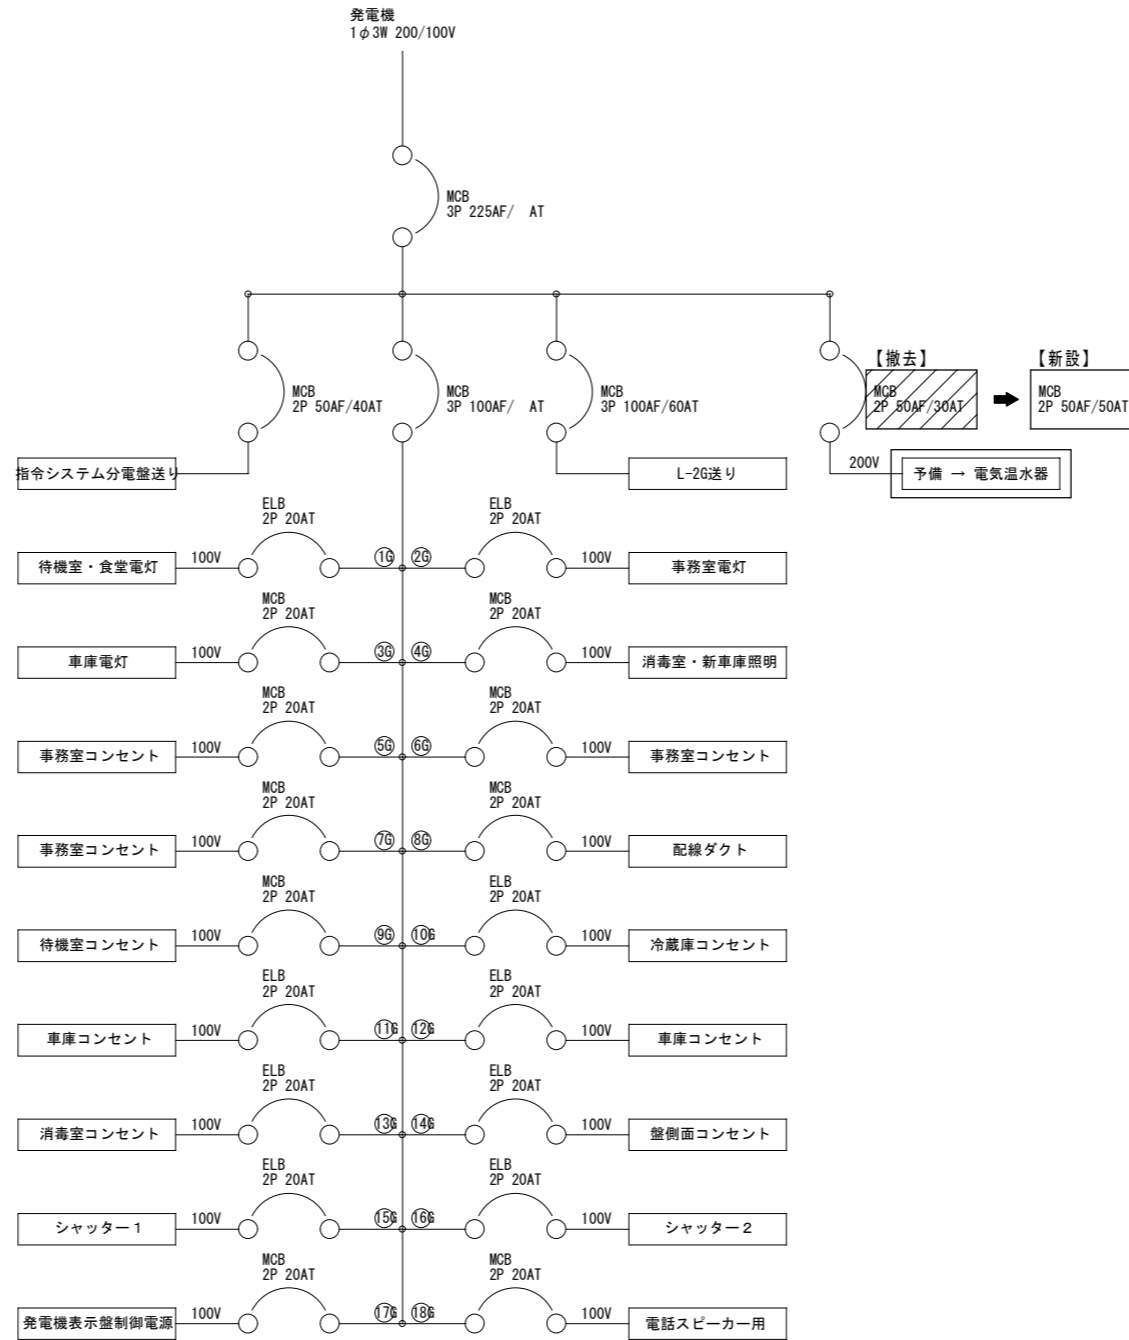 発電機
1φ3W 200/100V
MCB
3P 225AF/  AT
MCB
2P 50AF/40AT
MCB
3P 100AF/  AT
MCB
3P 100AF/60AT
【撤去】
MCB
2P 50AF/30AT
【新設】
MCB
2P 50AF/50AT
指令システム分電盤送り
L-2G送り
200V
予備 → 電気温水器
ELB
2P 20AT
ELB
2P 20AT
待機室・食堂電灯
100V
1G
2G
100V
事務室電灯
MCB
2P 20AT
MCB
2P 20AT
車庫電灯
100V
3G
4G
100V
消毒室・新車庫照明
MCB
2P 20AT
MCB
2P 20AT
事務室コンセント
100V
5G
6G
100V
事務室コンセント
MCB
2P 20AT
MCB
2P 20AT
事務室コンセント
100V
7G
8G
100V
配線ダクト
MCB
2P 20AT
ELB
2P 20AT
待機室コンセント
100V
9G
10G
100V
冷蔵庫コンセント
ELB
2P 20AT
ELB
2P 20AT
車庫コンセント
100V
11G
12G
100V
車庫コンセント
ELB
2P 20AT
ELB
2P 20AT
消毒室コンセント
100V
13G
14G
100V
盤側面コンセント
ELB
2P 20AT
ELB
2P 20AT
シャッター1
100V
15G
16G
100V
シャッター2
MCB
2P 20AT
MCB
2P 20AT
発電機表示盤制御電源
100V
17G
18G
100V
電話スピーカー用